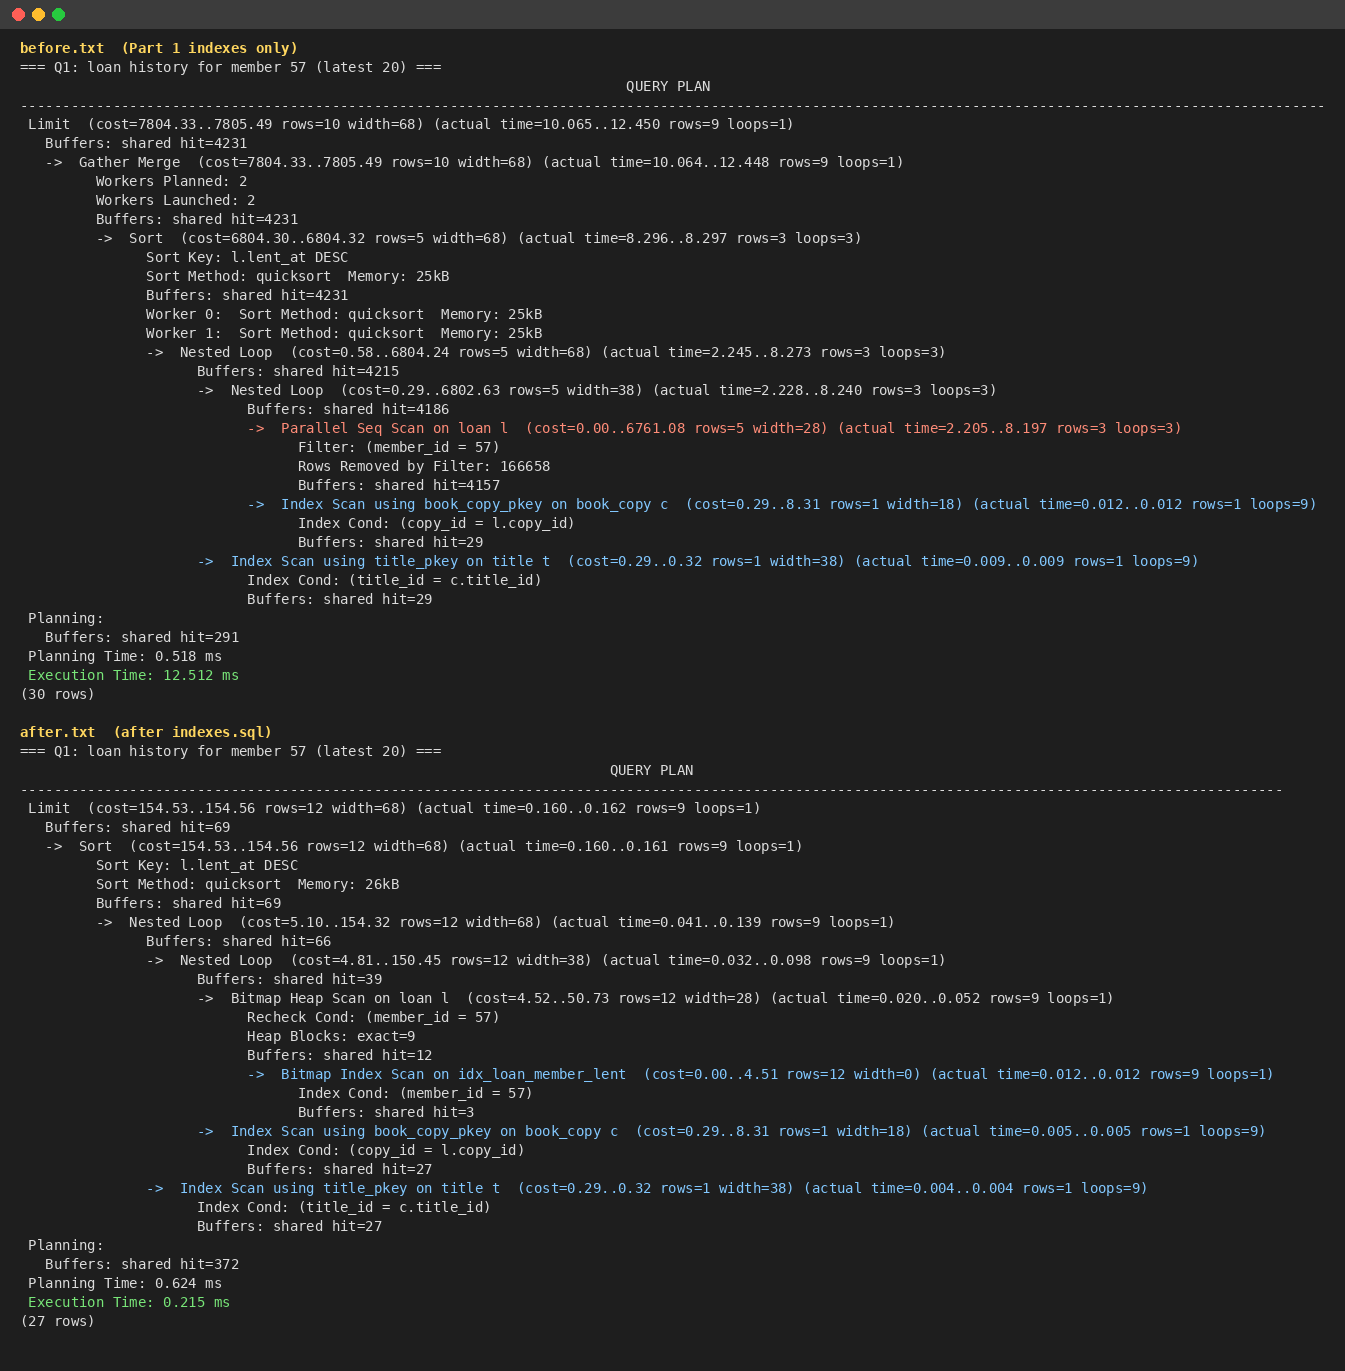 before.txt  (Part 1 indexes only)
=== Q1: loan history for member 57 (latest 20) ===
                                                                        QUERY PLAN
-----------------------------------------------------------------------------------------------------------------------------------------------------------
 Limit  (cost=7804.33..7805.49 rows=10 width=68) (actual time=10.065..12.450 rows=9 loops=1)
   Buffers: shared hit=4231
   ->  Gather Merge  (cost=7804.33..7805.49 rows=10 width=68) (actual time=10.064..12.448 rows=9 loops=1)
         Workers Planned: 2
         Workers Launched: 2
         Buffers: shared hit=4231
         ->  Sort  (cost=6804.30..6804.32 rows=5 width=68) (actual time=8.296..8.297 rows=3 loops=3)
               Sort Key: l.lent_at DESC
               Sort Method: quicksort  Memory: 25kB
               Buffers: shared hit=4231
               Worker 0:  Sort Method: quicksort  Memory: 25kB
               Worker 1:  Sort Method: quicksort  Memory: 25kB
               ->  Nested Loop  (cost=0.58..6804.24 rows=5 width=68) (actual time=2.245..8.273 rows=3 loops=3)
                     Buffers: shared hit=4215
                     ->  Nested Loop  (cost=0.29..6802.63 rows=5 width=38) (actual time=2.228..8.240 rows=3 loops=3)
                           Buffers: shared hit=4186
                           ->  Parallel Seq Scan on loan l  (cost=0.00..6761.08 rows=5 width=28) (actual time=2.205..8.197 rows=3 loops=3)
                                 Filter: (member_id = 57)
                                 Rows Removed by Filter: 166658
                                 Buffers: shared hit=4157
                           ->  Index Scan using book_copy_pkey on book_copy c  (cost=0.29..8.31 rows=1 width=18) (actual time=0.012..0.012 rows=1 loops=9)
                                 Index Cond: (copy_id = l.copy_id)
                                 Buffers: shared hit=29
                     ->  Index Scan using title_pkey on title t  (cost=0.29..0.32 rows=1 width=38) (actual time=0.009..0.009 rows=1 loops=9)
                           Index Cond: (title_id = c.title_id)
                           Buffers: shared hit=29
 Planning:
   Buffers: shared hit=291
 Planning Time: 0.518 ms
 Execution Time: 12.512 ms
(30 rows)

after.txt  (after indexes.sql)
=== Q1: loan history for member 57 (latest 20) ===
                                                                      QUERY PLAN
------------------------------------------------------------------------------------------------------------------------------------------------------
 Limit  (cost=154.53..154.56 rows=12 width=68) (actual time=0.160..0.162 rows=9 loops=1)
   Buffers: shared hit=69
   ->  Sort  (cost=154.53..154.56 rows=12 width=68) (actual time=0.160..0.161 rows=9 loops=1)
         Sort Key: l.lent_at DESC
         Sort Method: quicksort  Memory: 26kB
         Buffers: shared hit=69
         ->  Nested Loop  (cost=5.10..154.32 rows=12 width=68) (actual time=0.041..0.139 rows=9 loops=1)
               Buffers: shared hit=66
               ->  Nested Loop  (cost=4.81..150.45 rows=12 width=38) (actual time=0.032..0.098 rows=9 loops=1)
                     Buffers: shared hit=39
                     ->  Bitmap Heap Scan on loan l  (cost=4.52..50.73 rows=12 width=28) (actual time=0.020..0.052 rows=9 loops=1)
                           Recheck Cond: (member_id = 57)
                           Heap Blocks: exact=9
                           Buffers: shared hit=12
                           ->  Bitmap Index Scan on idx_loan_member_lent  (cost=0.00..4.51 rows=12 width=0) (actual time=0.012..0.012 rows=9 loops=1)
                                 Index Cond: (member_id = 57)
                                 Buffers: shared hit=3
                     ->  Index Scan using book_copy_pkey on book_copy c  (cost=0.29..8.31 rows=1 width=18) (actual time=0.005..0.005 rows=1 loops=9)
                           Index Cond: (copy_id = l.copy_id)
                           Buffers: shared hit=27
               ->  Index Scan using title_pkey on title t  (cost=0.29..0.32 rows=1 width=38) (actual time=0.004..0.004 rows=1 loops=9)
                     Index Cond: (title_id = c.title_id)
                     Buffers: shared hit=27
 Planning:
   Buffers: shared hit=372
 Planning Time: 0.624 ms
 Execution Time: 0.215 ms
(27 rows)